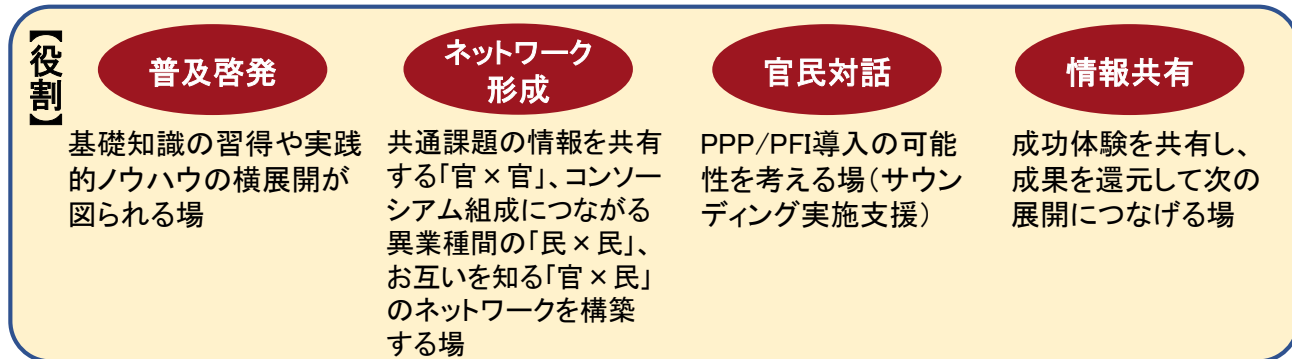 【役割】
普及啓発
基礎知識の習得や実践
的ノウハウの横展開が
図られる場
ネットワーク
形成
共通課題の情報を共有
する「官×官」、コンソー
シアム組成につながる
異業種間の「民×民」、
お互いを知る「官×民」
のネットワークを構築
する場
官民対話
PPP/PFI導入の可能
性を考える場（サウン
ディング実施支援）
情報共有
成功体験を共有し、
成果を還元して次の
展開につなげる場